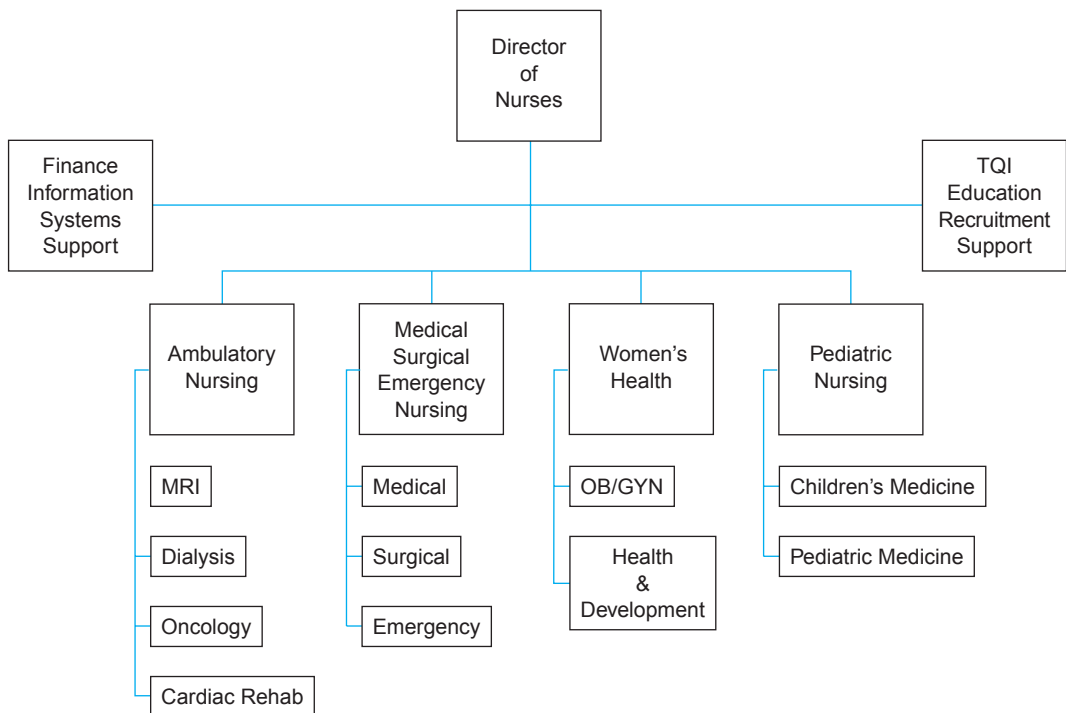 Director
of
Nurses
Finance
Information
Systems
Support
TQI
Education
Recruitment
Support
Ambulatory
Nursing
Medical
Surgical
Emergency
Nursing
Women’s
Health
Pediatric
Nursing
MRI
Dialysis
Oncology
Cardiac Rehab
Medical
Surgical
Emergency
OB/GYN
Health
&
Development
Children’s Medicine
Pediatric Medicine